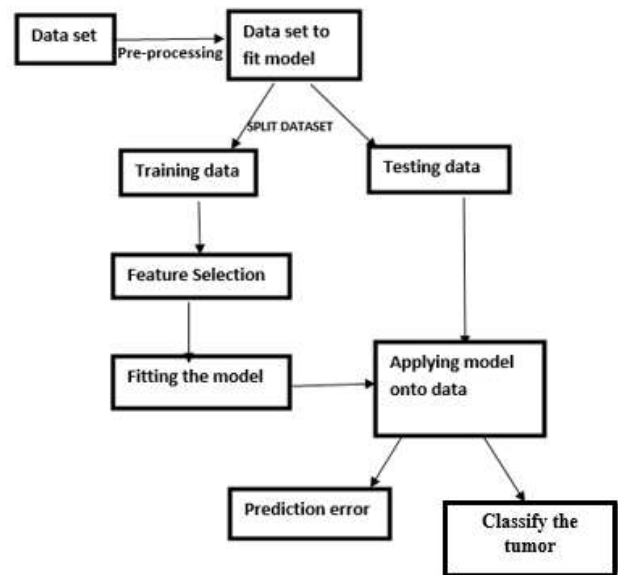 Data set
Pre-processing
Data set to
fit model
SPLIT DATASET
Training data
Testing data
Feature Selection
Fitting the model
Applying model
onto data
Prediction error
Classify the
tumor